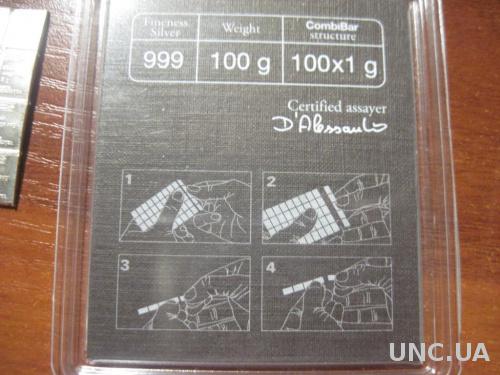 Fineness Silver
Weight
CombiBar structure
999
100 g
100x1 g
Certified assayer
D'Alessandro
1
2
3
4
UNC.UA